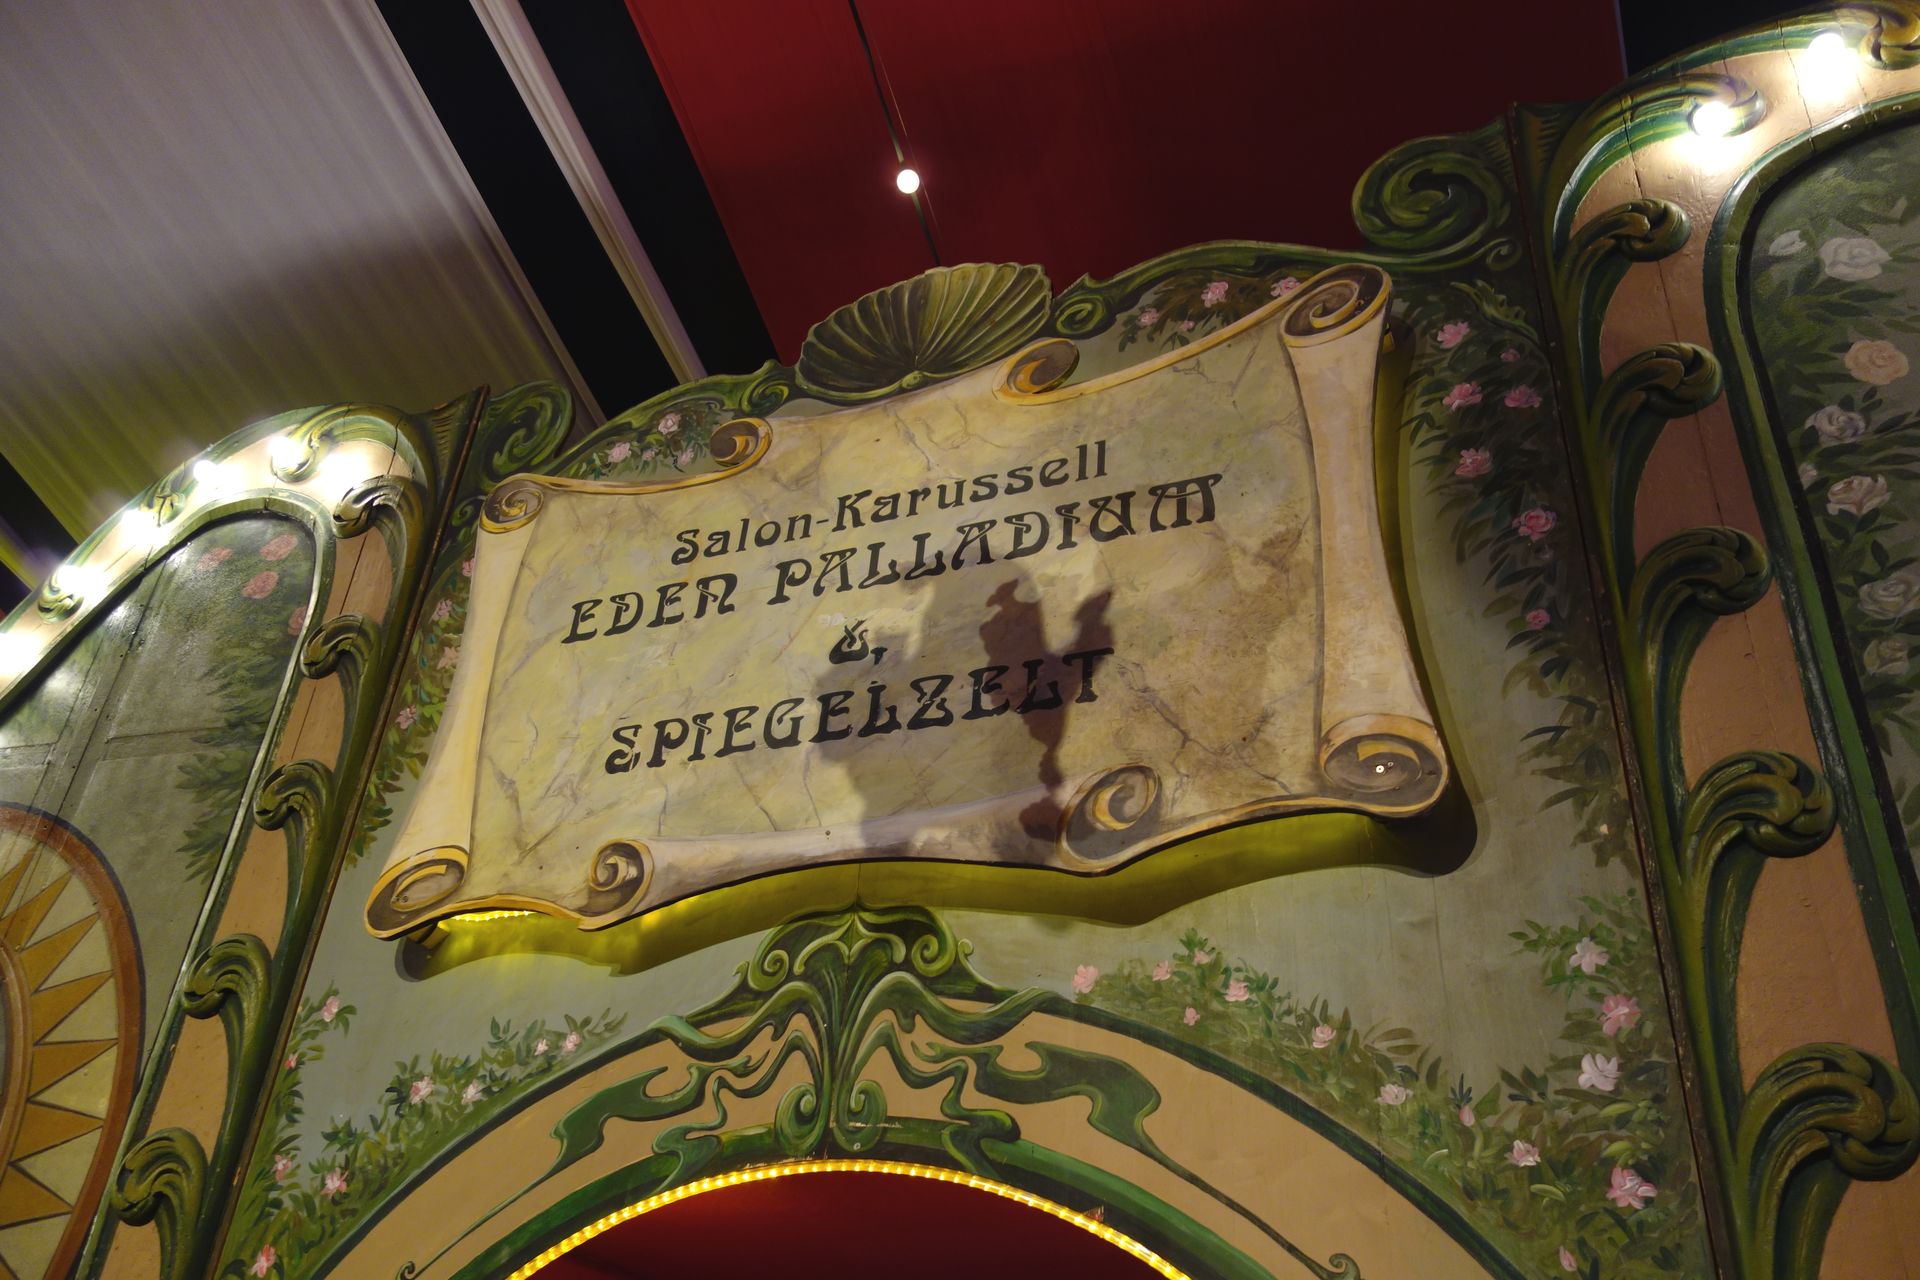 Salon-Karussell
EDEN PALLADIUM
&
SPIEGELZELT